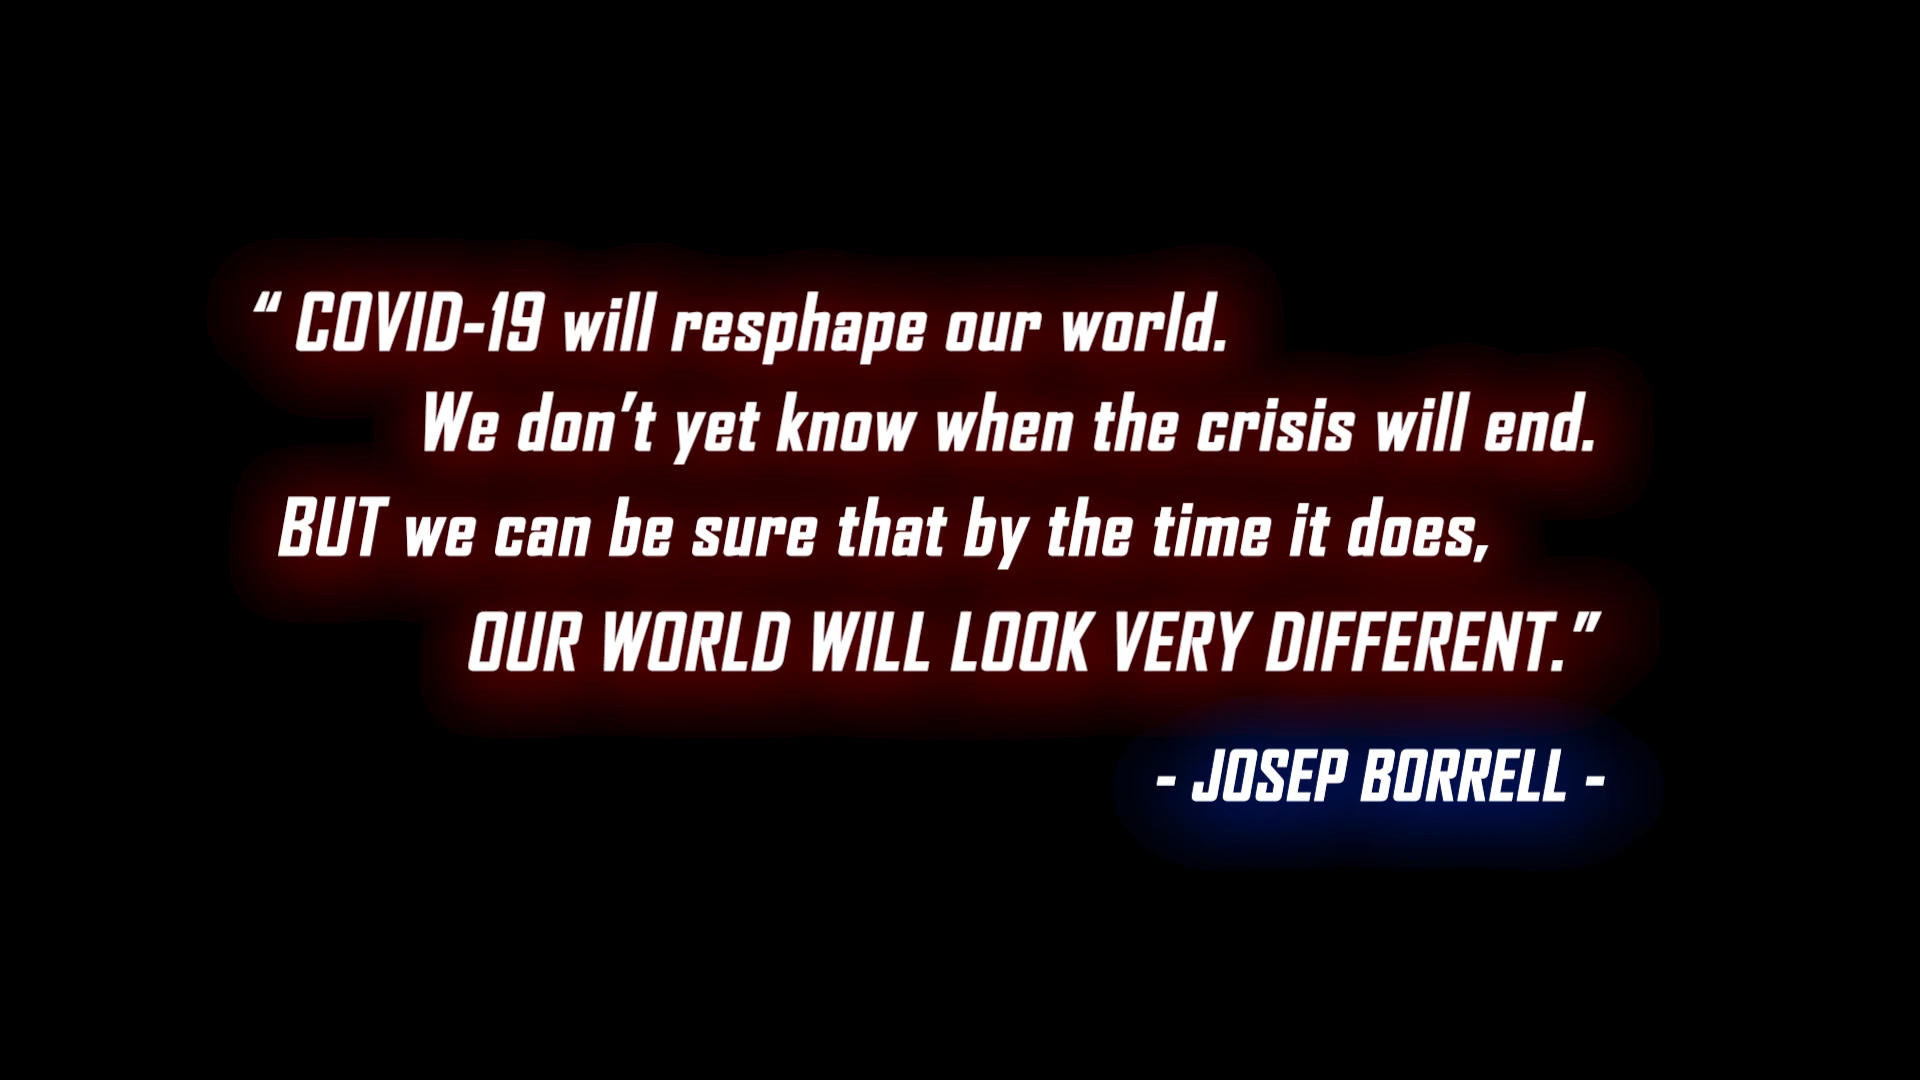 “ COVID-19 will resphape our world.
We don’t yet know when the crisis will end.
BUT we can be sure that by the time it does,
OUR WORLD WILL LOOK VERY DIFFERENT.”
- JOSEP BORRELL -